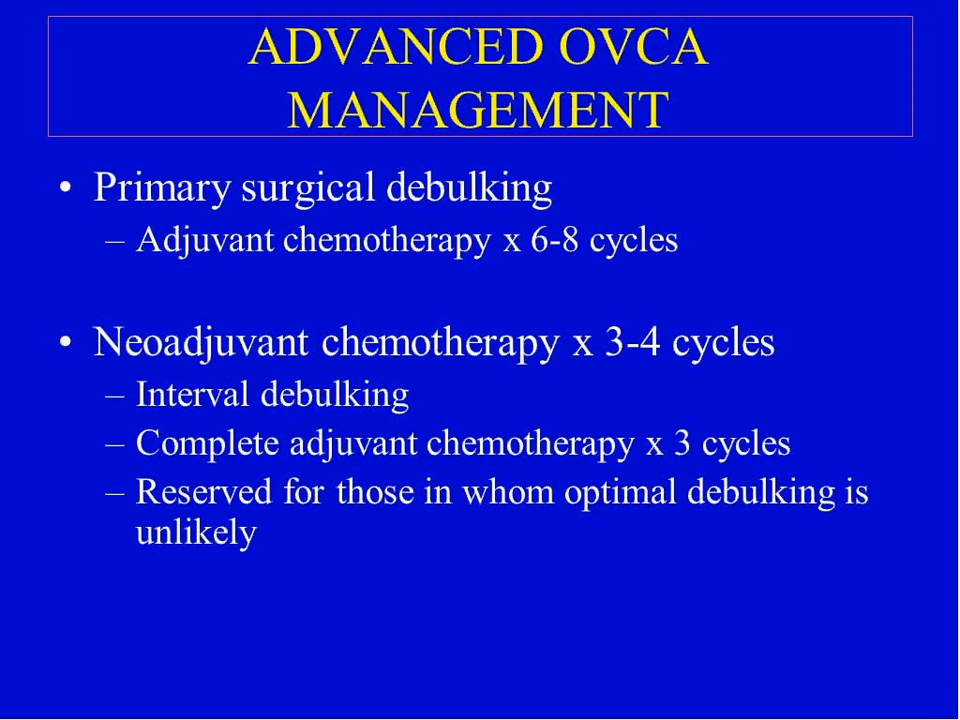 ADVANCED OVCA
MANAGEMENT
• Primary surgical debulking
– Adjuvant chemotherapy x 6-8 cycles
• Neoadjuvant chemotherapy x 3-4 cycles
– Interval debulking
– Complete adjuvant chemotherapy x 3 cycles
– Reserved for those in whom optimal debulking is
unlikely